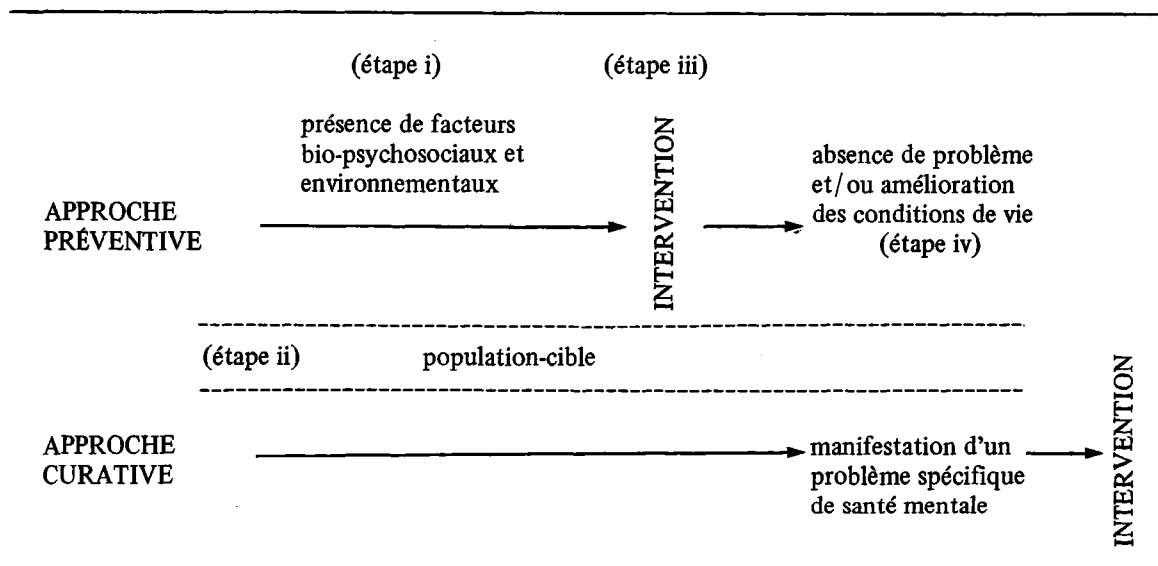 (étape i)
(étape iii)
présence de facteurs
bio-psychosociaux et
environnementaux
APPROCHE
PRÉVENTIVE
INTERVENTION
absence de problème
et/ou amélioration
des conditions de vie
(étape iv)
(étape ii)
population-cible
APPROCHE
CURATIVE
manifestation d'un
problème spécifique
de santé mentale
INTERVENTION